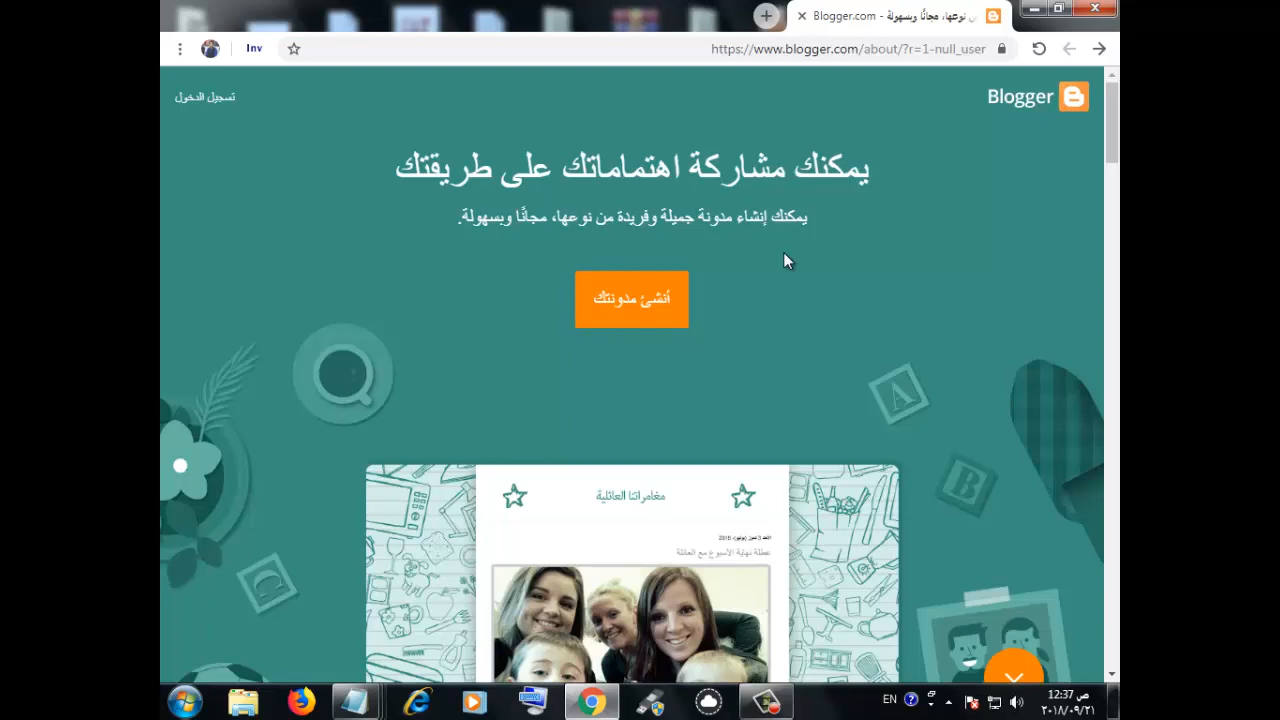 Blogger.com - ن نوعها، مجانًا وبسهولة
Inv
https://www.blogger.com/about/?r=1-null_user
Blogger
تسجيل الدخول
يمكنك مشاركة اهتماماتك على طريقتك
يمكنك إنشاء مدونة جميلة وفريدة من نوعها، مجانًا وبسهولة.
أنشئ مدونتك
A
B
مغامراتنا العائلية
عطلة نهاية الأسبوع مع العائلة
EN
12:37 ص
٢٠١٨/٠٩/٢١